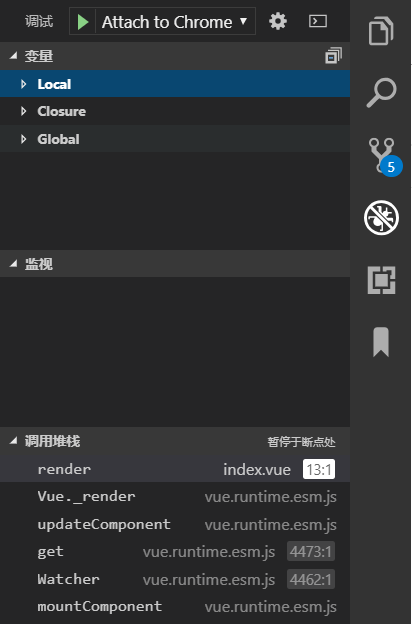 调试 Attach to Chrome
变量
Local
Closure
Global
5
监视
调用堆栈 暂停于断点处
render index.vue 13:1
Vue._render vue.runtime.esm.js
updateComponent vue.runtime.esm.js
get vue.runtime.esm.js 4473:1
Watcher vue.runtime.esm.js 4462:1
mountComponent vue.runtime.esm.js